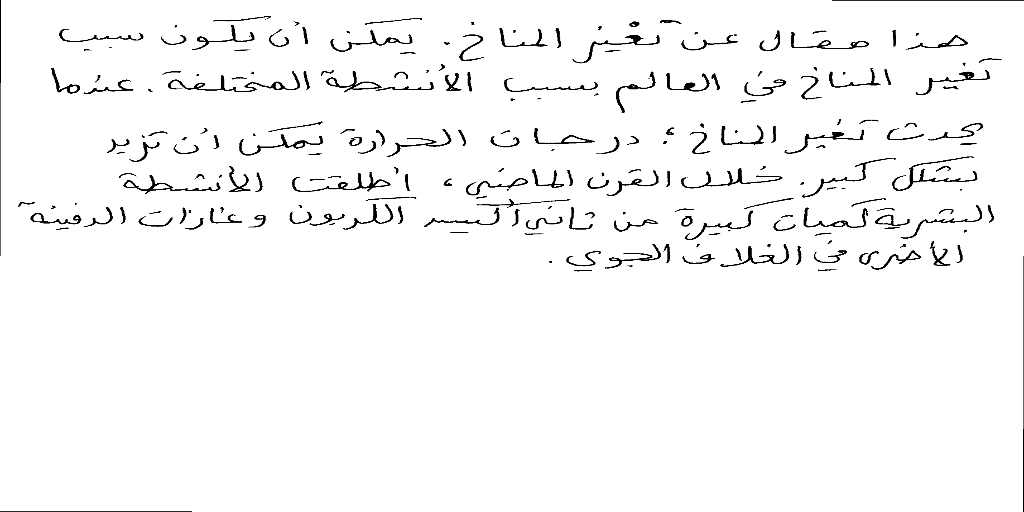 هذا مقال عن تغير المناخ. يمكن أن يكون سبب
تغير المناخ في العالم بسبب الأنشطة المختلفة. عندما
يحدث تغير المناخ؛ درجات الحرارة يمكن أن تزيد
بشكل كبير. خلال القرن الماضي، أطلقت الأنشطة
البشرية كميات كبيرة من ثاني أكسيد الكربون وغازات الدفيئة
الأخرى في الغلاف الجوي.